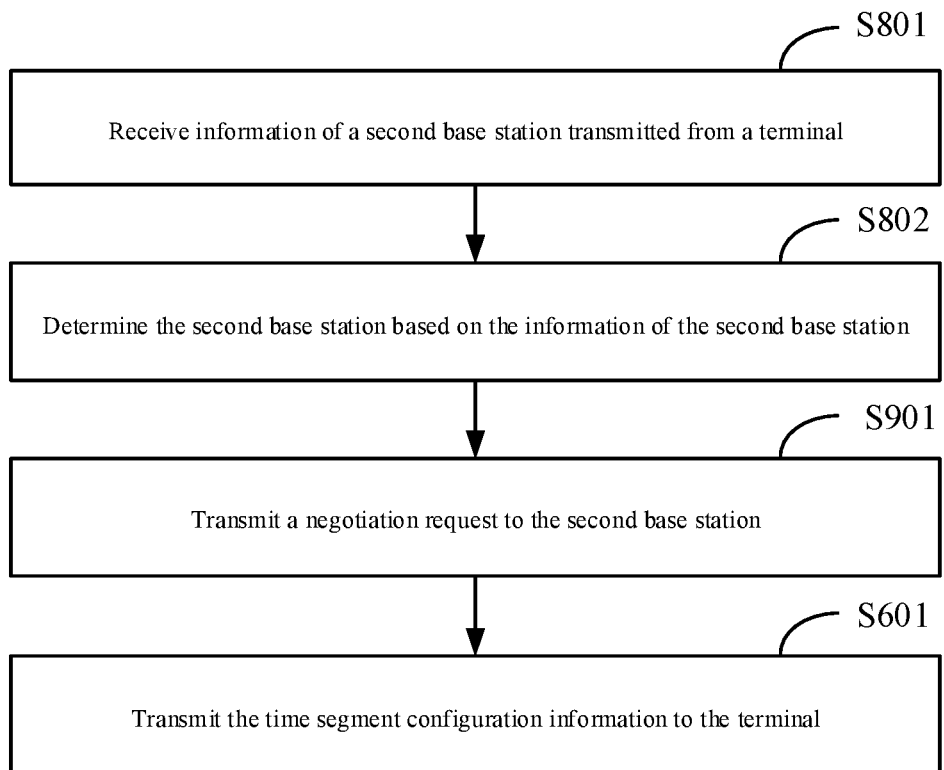 S801
Receive information of a second base station transmitted from a terminal
S802
Determine the second base station based on the information of the second base station
S901
Transmit a negotiation request to the second base station
S601
Transmit the time segment configuration information to the terminal